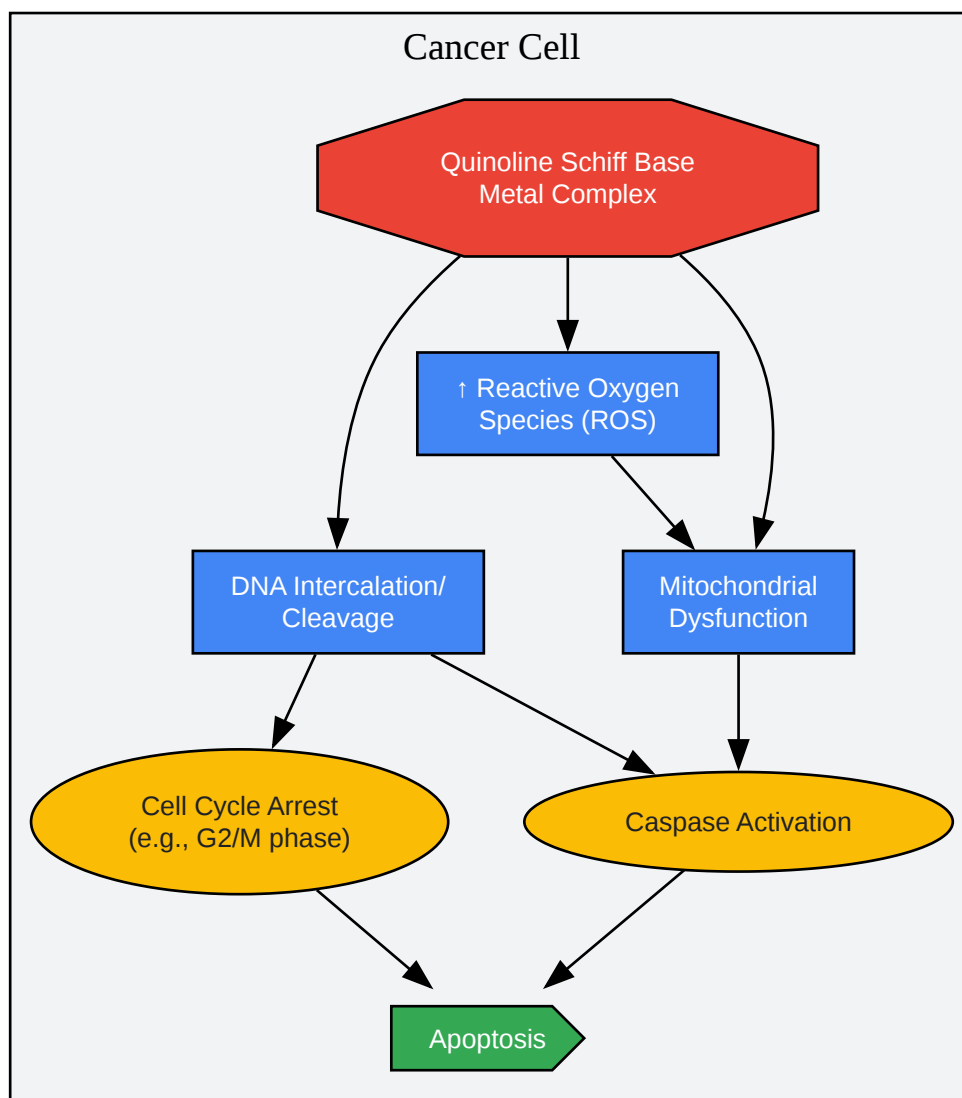 Cancer Cell
Quinoline Schiff Base
Metal Complex
↑ Reactive Oxygen
Species (ROS)
DNA Intercalation/
Cleavage
Mitochondrial
Dysfunction
Cell Cycle Arrest
(e.g., G2/M phase)
Caspase Activation
Apoptosis